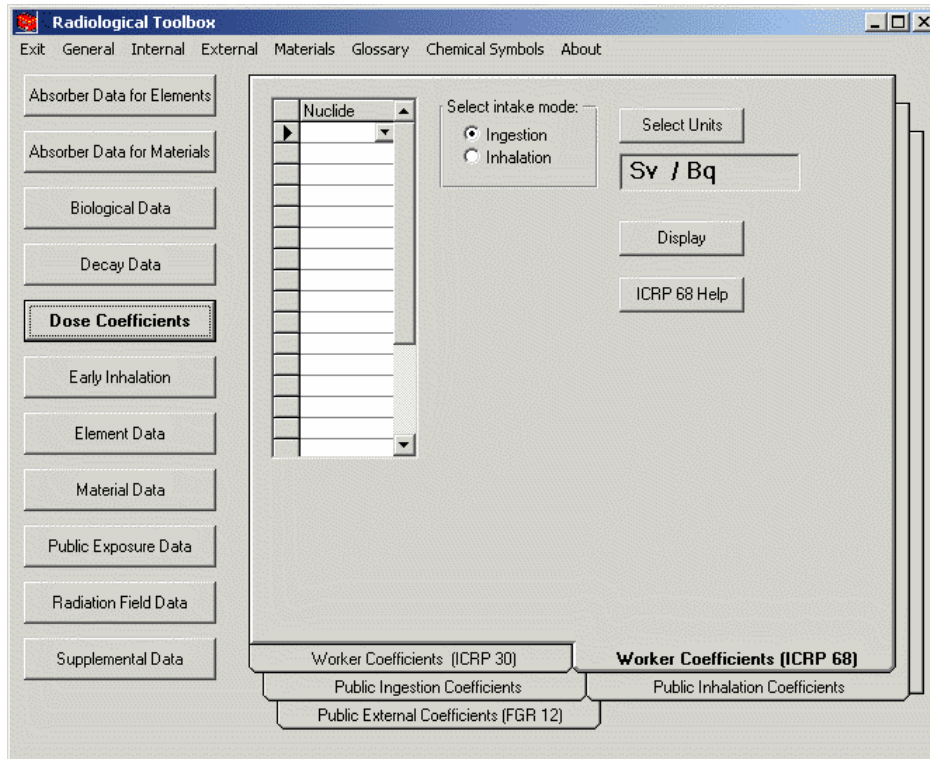 Radiological Toolbox
Exit General Internal External Materials Glossary Chemical Symbols About
Absorber Data for Elements
Absorber Data for Materials
Biological Data
Decay Data
Dose Coefficients
Early Inhalation
Element Data
Material Data
Public Exposure Data
Radiation Field Data
Supplemental Data
Nuclide
Select intake mode:
Ingestion
Inhalation
Select Units
Sv / Bq
Display
ICRP 68 Help
Worker Coefficients (ICRP 30)
Worker Coefficients (ICRP 68)
Public Ingestion Coefficients
Public Inhalation Coefficients
Public External Coefficients (FGR 12)